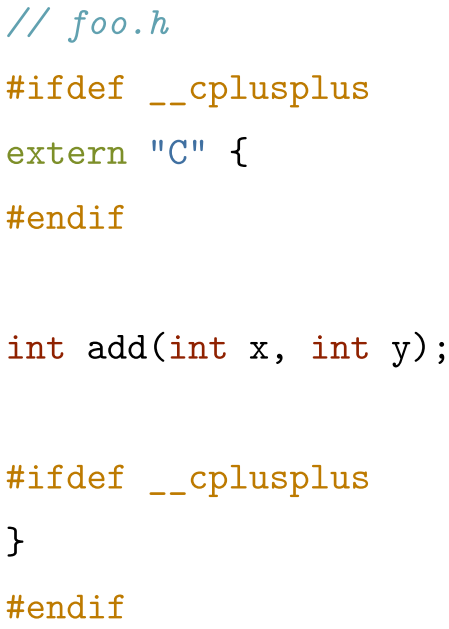 // foo.h
#ifdef __cplusplus
extern "C" {
#endif
int add(int x, int y);
#ifdef __cplusplus
}
#endif